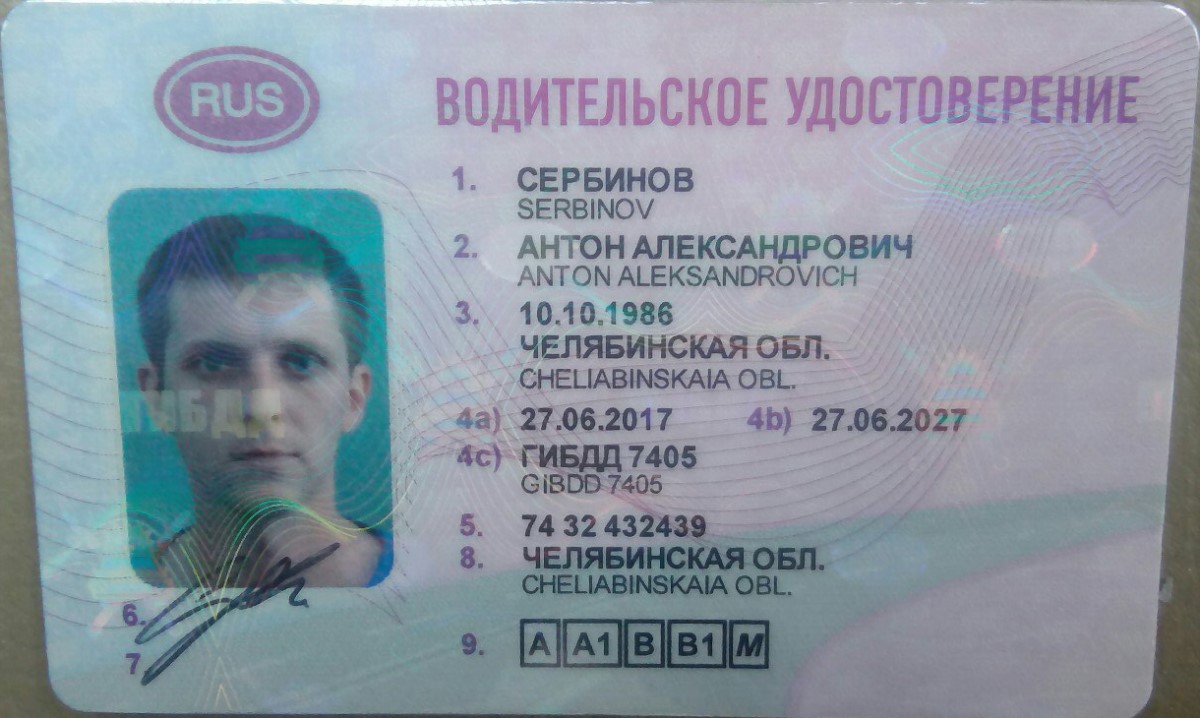 RUS
ВОДИТЕЛЬСКОЕ УДОСТОВЕРЕНИЕ
1. СЕРБИНОВ
SERBINOV
2. АНТОН АЛЕКСАНДРОВИЧ
ANTON ALEKSANDROVICH
3. 10.10.1986
ЧЕЛЯБИНСКАЯ ОБЛ.
CHELIABINSKAIA OBL.
4a) 27.06.2017 4b) 27.06.2027
4c) ГИБДД 7405
GIBDD 7405
5. 74 32 432439
8. ЧЕЛЯБИНСКАЯ ОБЛ.
CHELIABINSKAIA OBL.
9. A A1 B B1 M
ГИБДД
6.
7